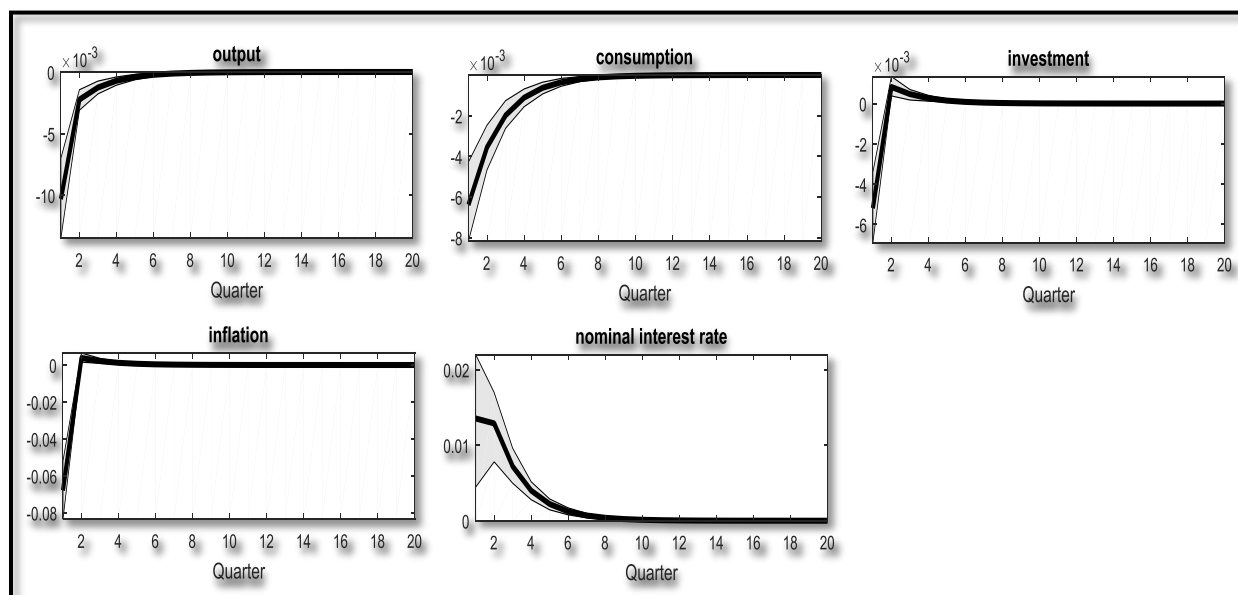 output
×10⁻³
0
-5
-10
2 4 6 8 10 12 14 16 18 20
Quarter
consumption
×10⁻³
-2
-4
-6
-8
2 4 6 8 10 12 14 16 18 20
Quarter
investment
×10⁻³
0
-2
-4
-6
2 4 6 8 10 12 14 16 18 20
Quarter
inflation
0
-0.02
-0.04
-0.06
-0.08
2 4 6 8 10 12 14 16 18 20
Quarter
nominal interest rate
0.02
0.01
0
2 4 6 8 10 12 14 16 18 20
Quarter